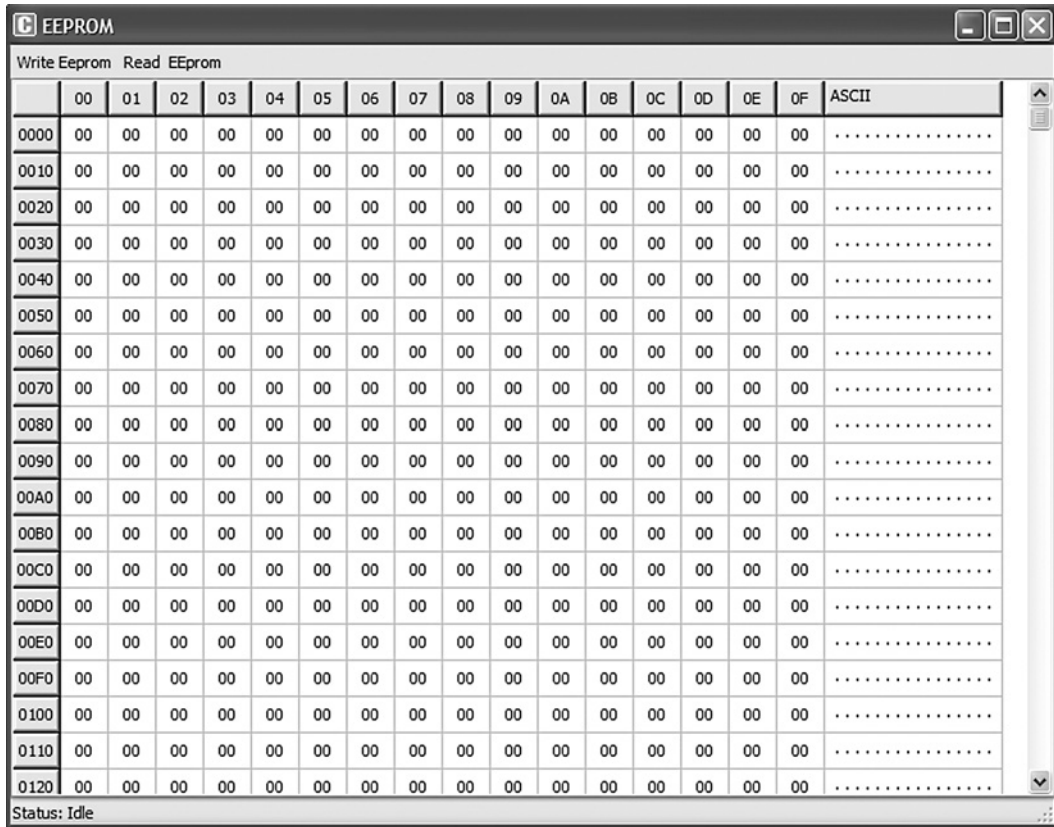 EEPROM
Write Eeprom Read EEprom
00 01 02 03 04 05 06 07 08 09 0A 0B 0C 0D 0E 0F ASCII
0000 00 00 00 00 00 00 00 00 00 00 00 00 00 00 00 00 ................
0010 00 00 00 00 00 00 00 00 00 00 00 00 00 00 00 00 ................
0020 00 00 00 00 00 00 00 00 00 00 00 00 00 00 00 00 ................
0030 00 00 00 00 00 00 00 00 00 00 00 00 00 00 00 00 ................
0040 00 00 00 00 00 00 00 00 00 00 00 00 00 00 00 00 ................
0050 00 00 00 00 00 00 00 00 00 00 00 00 00 00 00 00 ................
0060 00 00 00 00 00 00 00 00 00 00 00 00 00 00 00 00 ................
0070 00 00 00 00 00 00 00 00 00 00 00 00 00 00 00 00 ................
0080 00 00 00 00 00 00 00 00 00 00 00 00 00 00 00 00 ................
0090 00 00 00 00 00 00 00 00 00 00 00 00 00 00 00 00 ................
00A0 00 00 00 00 00 00 00 00 00 00 00 00 00 00 00 00 ................
00B0 00 00 00 00 00 00 00 00 00 00 00 00 00 00 00 00 ................
00C0 00 00 00 00 00 00 00 00 00 00 00 00 00 00 00 00 ................
00D0 00 00 00 00 00 00 00 00 00 00 00 00 00 00 00 00 ................
00E0 00 00 00 00 00 00 00 00 00 00 00 00 00 00 00 00 ................
00F0 00 00 00 00 00 00 00 00 00 00 00 00 00 00 00 00 ................
0100 00 00 00 00 00 00 00 00 00 00 00 00 00 00 00 00 ................
0110 00 00 00 00 00 00 00 00 00 00 00 00 00 00 00 00 ................
0120 00 00 00 00 00 00 00 00 00 00 00 00 00 00 00 00 ................
Status: Idle